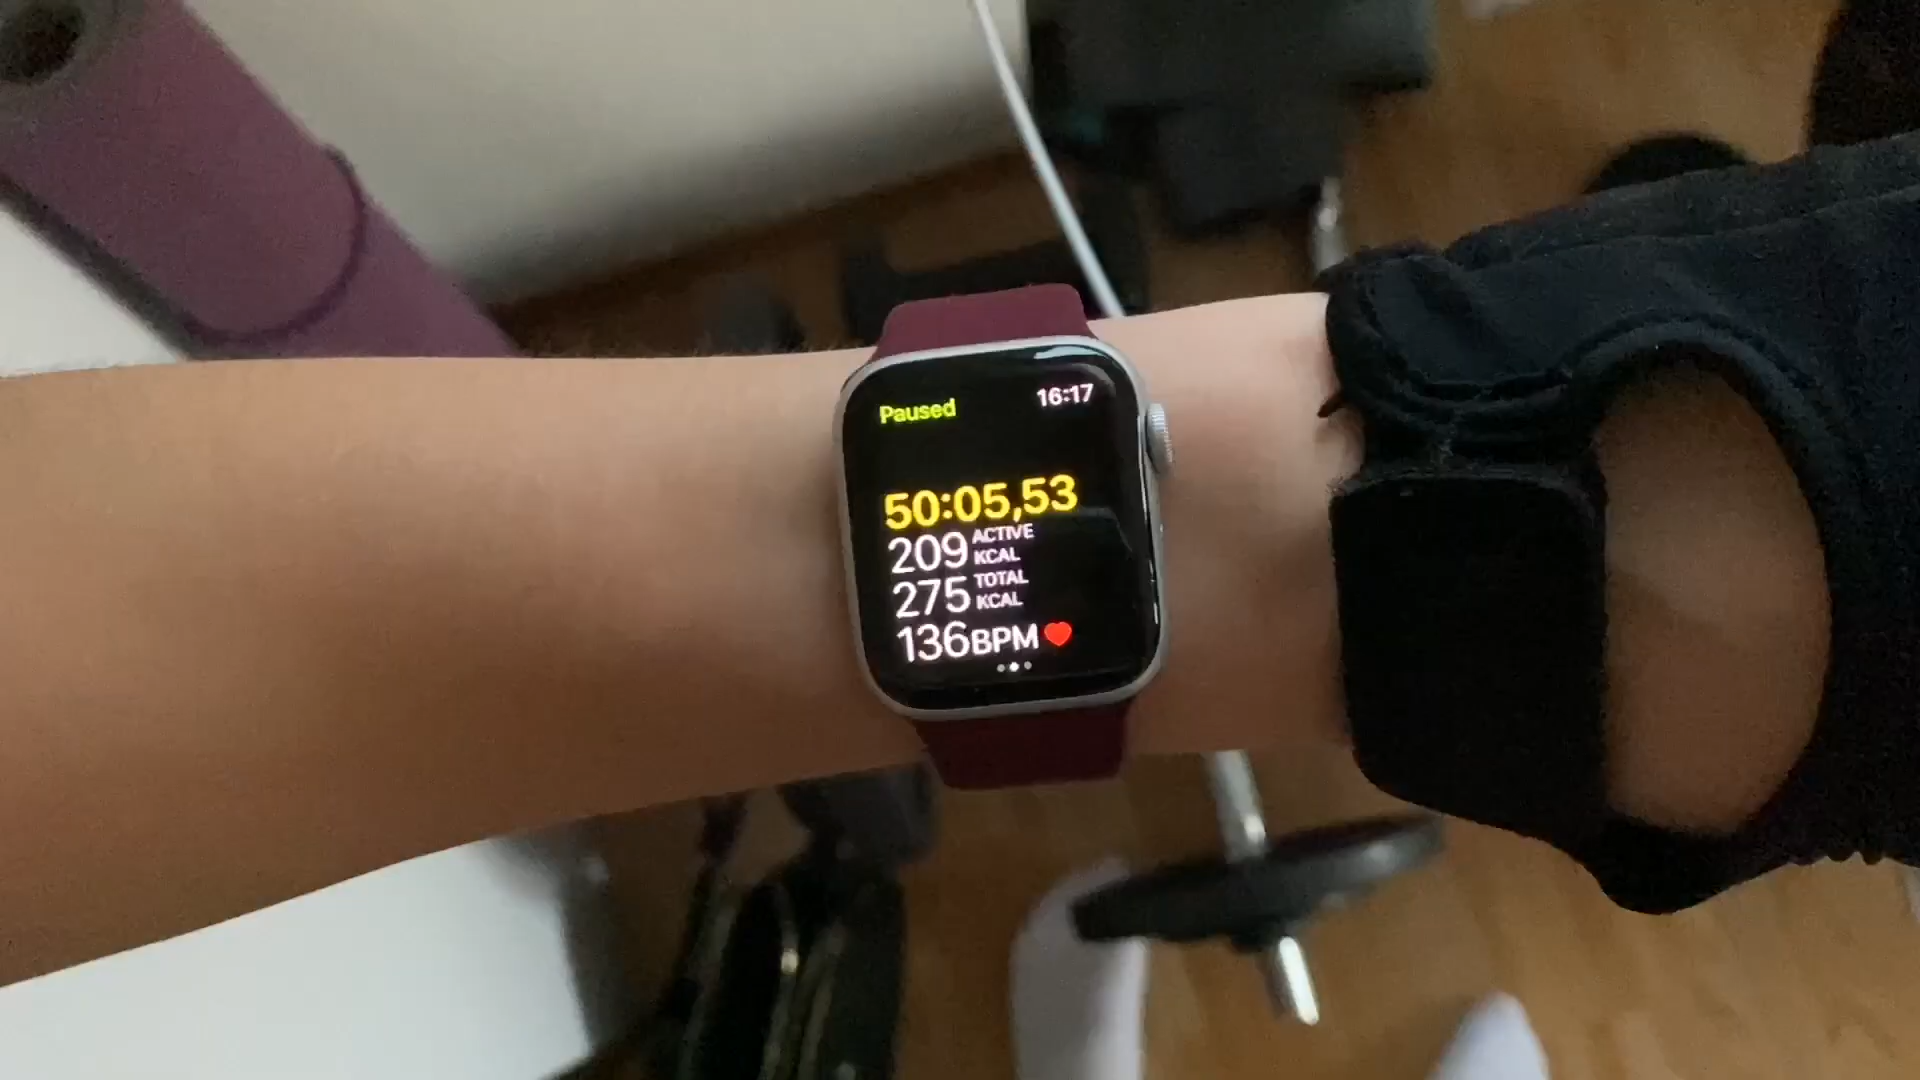 Paused 16:17
50:05,53
209 ACTIVE KCAL
275 TOTAL KCAL
136BPM